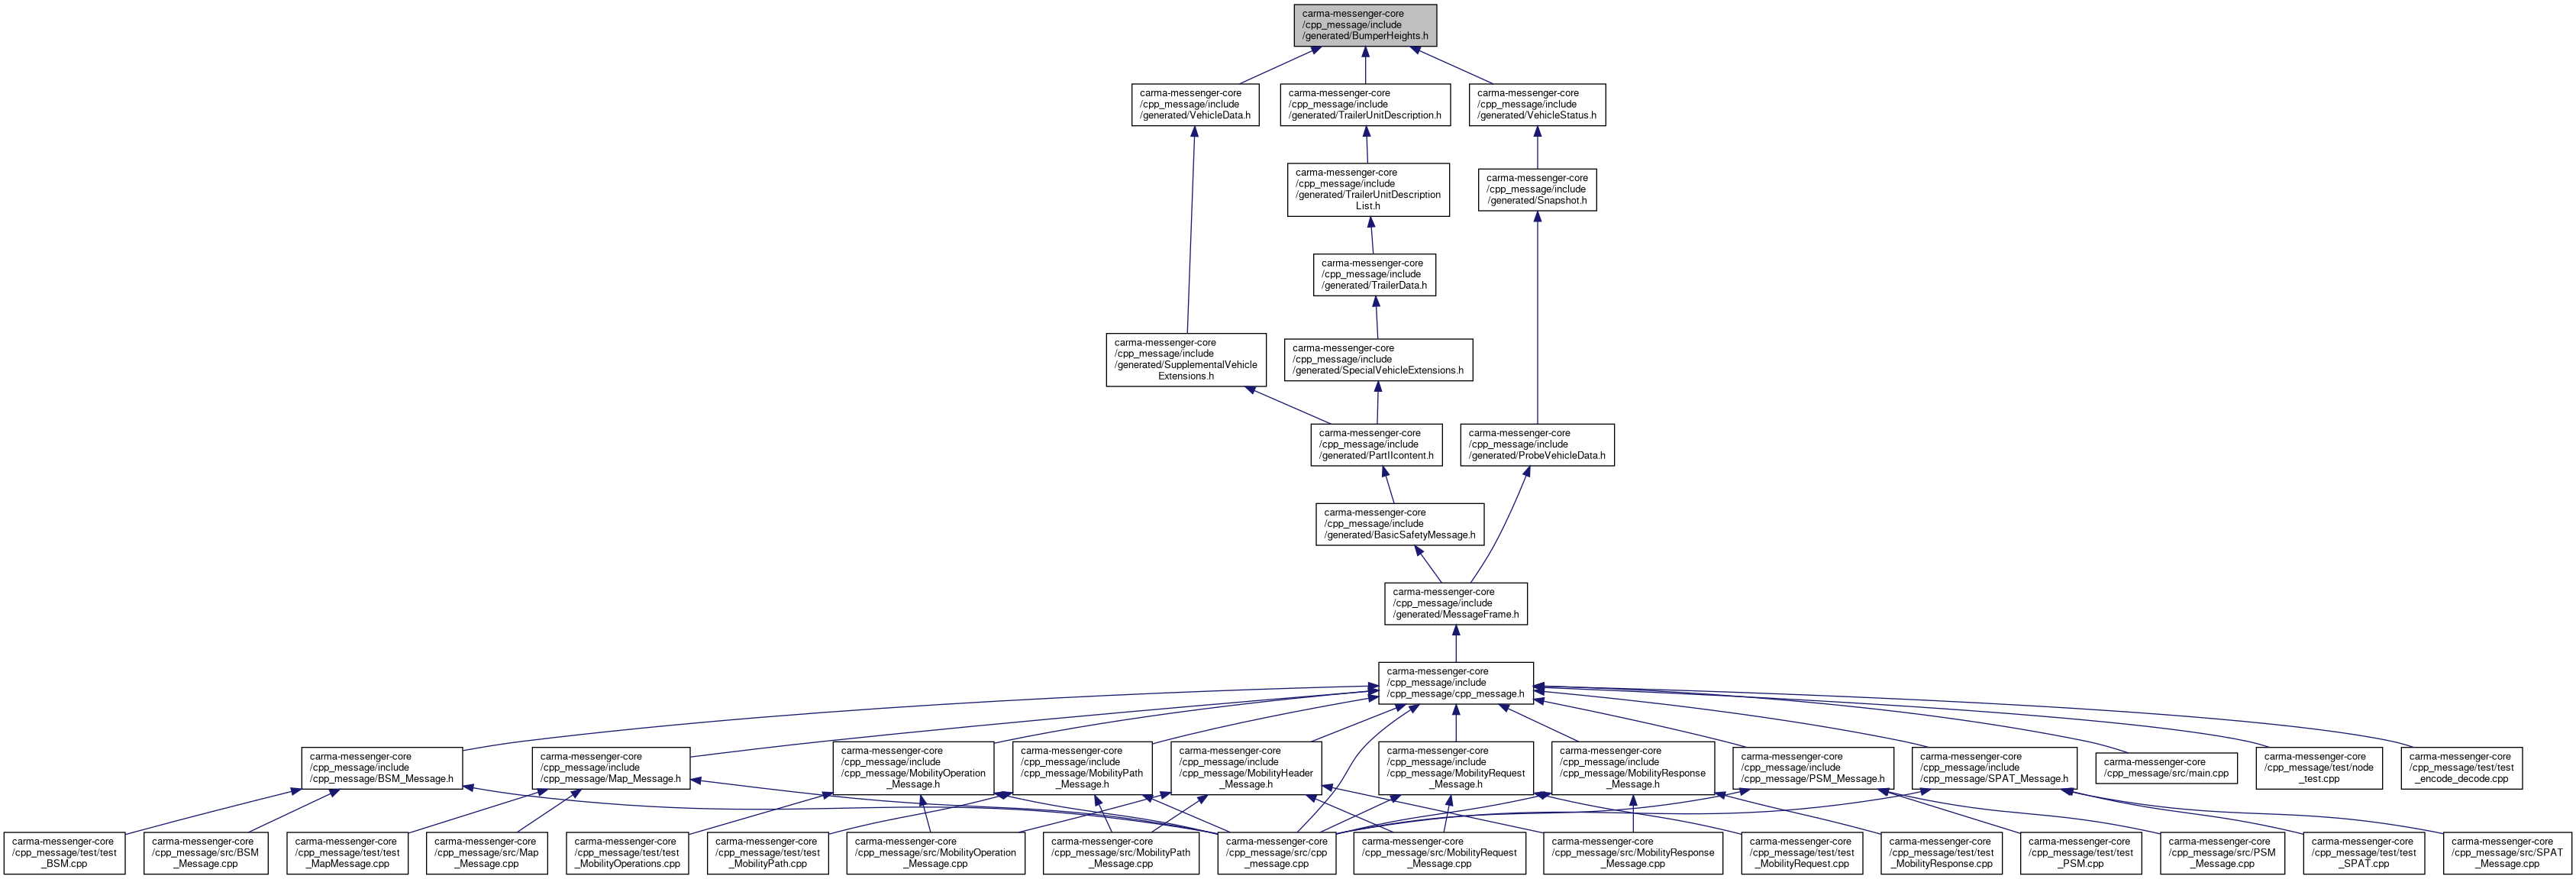 carma-messenger-core
/cpp_message/include
/generated/BumperHeights.h
carma-messenger-core
/cpp_message/include
/generated/VehicleData.h
carma-messenger-core
/cpp_message/include
/generated/TrailerUnitDescription.h
carma-messenger-core
/cpp_message/include
/generated/VehicleStatus.h
carma-messenger-core
/cpp_message/include
/generated/TrailerUnitDescription
List.h
carma-messenger-core
/cpp_message/include
/generated/Snapshot.h
carma-messenger-core
/cpp_message/include
/generated/TrailerData.h
carma-messenger-core
/cpp_message/include
/generated/SupplementalVehicle
Extensions.h
carma-messenger-core
/cpp_message/include
/generated/SpecialVehicleExtensions.h
carma-messenger-core
/cpp_message/include
/generated/PartIIcontent.h
carma-messenger-core
/cpp_message/include
/generated/ProbeVehicleData.h
carma-messenger-core
/cpp_message/include
/generated/BasicSafetyMessage.h
carma-messenger-core
/cpp_message/include
/generated/MessageFrame.h
carma-messenger-core
/cpp_message/include
/cpp_message/cpp_message.h
carma-messenger-core
/cpp_message/include
/cpp_message/BSM_Message.h
carma-messenger-core
/cpp_message/include
/cpp_message/Map_Message.h
carma-messenger-core
/cpp_message/include
/cpp_message/MobilityOperation
_Message.h
carma-messenger-core
/cpp_message/include
/cpp_message/MobilityPath
_Message.h
carma-messenger-core
/cpp_message/include
/cpp_message/MobilityHeader
_Message.h
carma-messenger-core
/cpp_message/include
/cpp_message/MobilityRequest
_Message.h
carma-messenger-core
/cpp_message/include
/cpp_message/MobilityResponse
_Message.h
carma-messenger-core
/cpp_message/include
/cpp_message/PSM_Message.h
carma-messenger-core
/cpp_message/include
/cpp_message/SPAT_Message.h
carma-messenger-core
/cpp_message/src/main.cpp
carma-messenger-core
/cpp_message/test/node
_test.cpp
carma-messenger-core
/cpp_message/test/test
_encode_decode.cpp
carma-messenger-core
/cpp_message/test/test
_BSM.cpp
carma-messenger-core
/cpp_message/src/BSM
_Message.cpp
carma-messenger-core
/cpp_message/test/test
_MapMessage.cpp
carma-messenger-core
/cpp_message/src/Map
_Message.cpp
carma-messenger-core
/cpp_message/test/test
_MobilityOperations.cpp
carma-messenger-core
/cpp_message/test/test
_MobilityPath.cpp
carma-messenger-core
/cpp_message/src/MobilityOperation
_Message.cpp
carma-messenger-core
/cpp_message/src/MobilityPath
_Message.cpp
carma-messenger-core
/cpp_message/src/cpp
_message.cpp
carma-messenger-core
/cpp_message/src/MobilityRequest
_Message.cpp
carma-messenger-core
/cpp_message/src/MobilityResponse
_Message.cpp
carma-messenger-core
/cpp_message/test/test
_MobilityRequest.cpp
carma-messenger-core
/cpp_message/test/test
_MobilityResponse.cpp
carma-messenger-core
/cpp_message/test/test
_PSM.cpp
carma-messenger-core
/cpp_message/src/PSM
_Message.cpp
carma-messenger-core
/cpp_message/test/test
_SPAT.cpp
carma-messenger-core
/cpp_message/src/SPAT
_Message.cpp